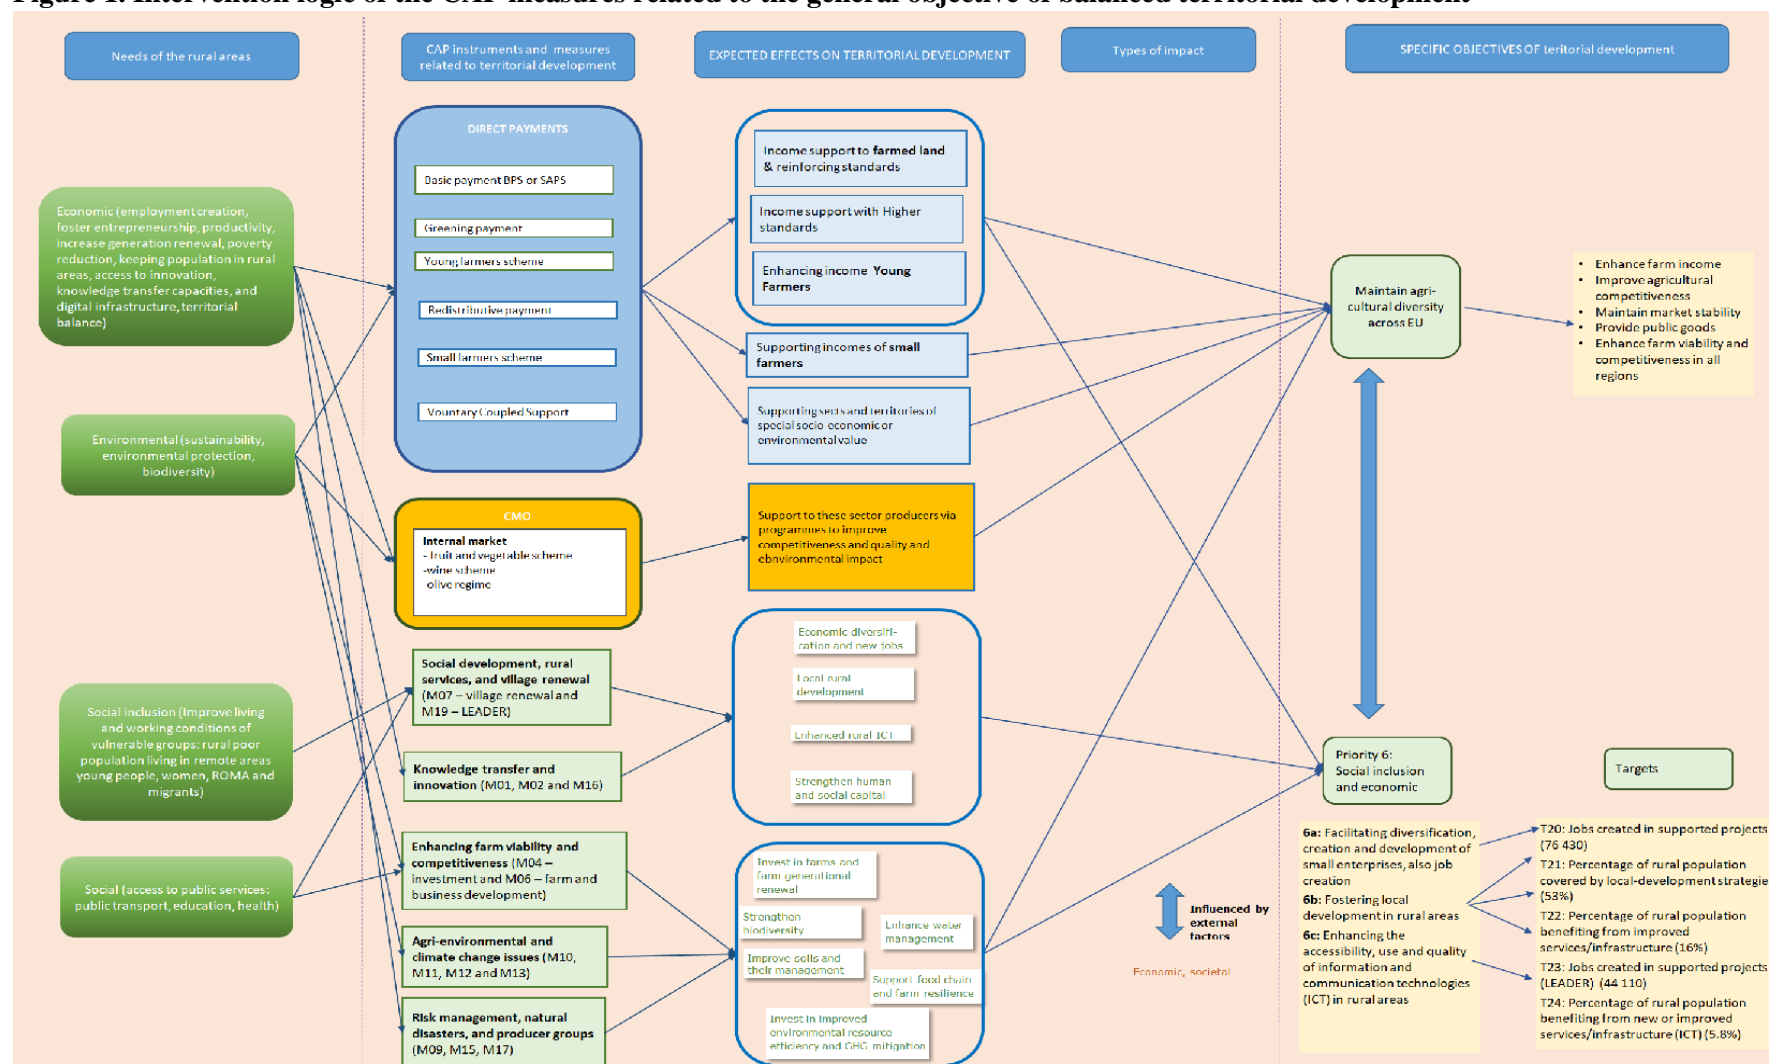 Figure 1. Intervention logic of the CAP measures related to the general objective of balanced territorial development
Needs of the rural areas
CAP instruments and measures
related to territorial development
EXPECTED EFFECTS ON TERRITORIAL DEVELOPMENT
Types of impact
SPECIFIC OBJECTIVES OF teritorial development
Economic (employment creation,
foster entrepreneurship, productivity,
increase generation renewal, poverty
reduction, keeping population in rural
areas, access to innovation,
knowledge transfer capacities, and
digital infrastructure, territorial
balance)
Environmental (sustainability,
environmental protection,
biodiversity)
Social inclusion (Improve living
and working conditions of
vulnerable groups: rural poor
population living in remote areas
young people, women, ROMA and
migrants)
Social (access to public services:
public transport, education, health)
DIRECT PAYMENTS
Basic payment BPS or SAPS
Greening payment
Young farmers scheme
Redistributive payment
Small farmers scheme
Vountary Coupled Support
CMO
Internal market
- fruit and vegetable scheme
-wine scheme
olive regime
Social development, rural
services, and village renewal
(M07 – village renewal and
M19 – LEADER)
Knowledge transfer and
innovation (M01, M02 and M16)
Enhancing farm viability and
competitiveness (M04 –
investment and M06 – farm and
business development)
Agri-environmental and
climate change issues (M10,
M11, M12 and M13)
Risk management, natural
disasters, and producer groups
(M09, M15, M17)
Income support to farmed land
& reinforcing standards
Income support with Higher
standards
Enhancing income Young
Farmers
Supporting incomes of small
farmers
Supporting sects and territories of
special socio economic or
environmental value
Support to these sector producers via
programmes to improve
competitiveness and quality and
ebnvironmental impact
Economic diversifi-
cation and new jobs
Local rural
development
Enhanced rural ICT
Strengthen human
and social capital
Invest in farms and
farm generational
renewal
Strengthen
biodiversity
Enhance water
management
Improve soils and
their management
Support food chain
and farm resilience
Invest in improved
environmental resource
efficiency and GHG mitigation
Influenced by
external
factors
Economic, societal
Maintain agri-
cultural diversity
across EU
• Enhance farm income
• Improve agricultural
competitiveness
• Maintain market stability
• Provide public goods
• Enhance farm viability and
competitiveness in all
regions
Priority 6:
Social inclusion
and economic
Targets
6a: Facilitating diversification,
creation and development of
small enterprises, also job
creation
6b: Fostering local
development in rural areas
6c: Enhancing the
accessibility, use and quality
of information and
communication technologies
(ICT) in rural areas
T20: Jobs created in supported projects
(76 430)
T21: Percentage of rural population
covered by local-development strategie
(53%)
T22: Percentage of rural population
benefiting from improved
services/infrastructure (16%)
T23: Jobs created in supported projects
(LEADER) (44 110)
T24: Percentage of rural population
benefiting from new or improved
services/infrastructure (ICT) (5.8%)